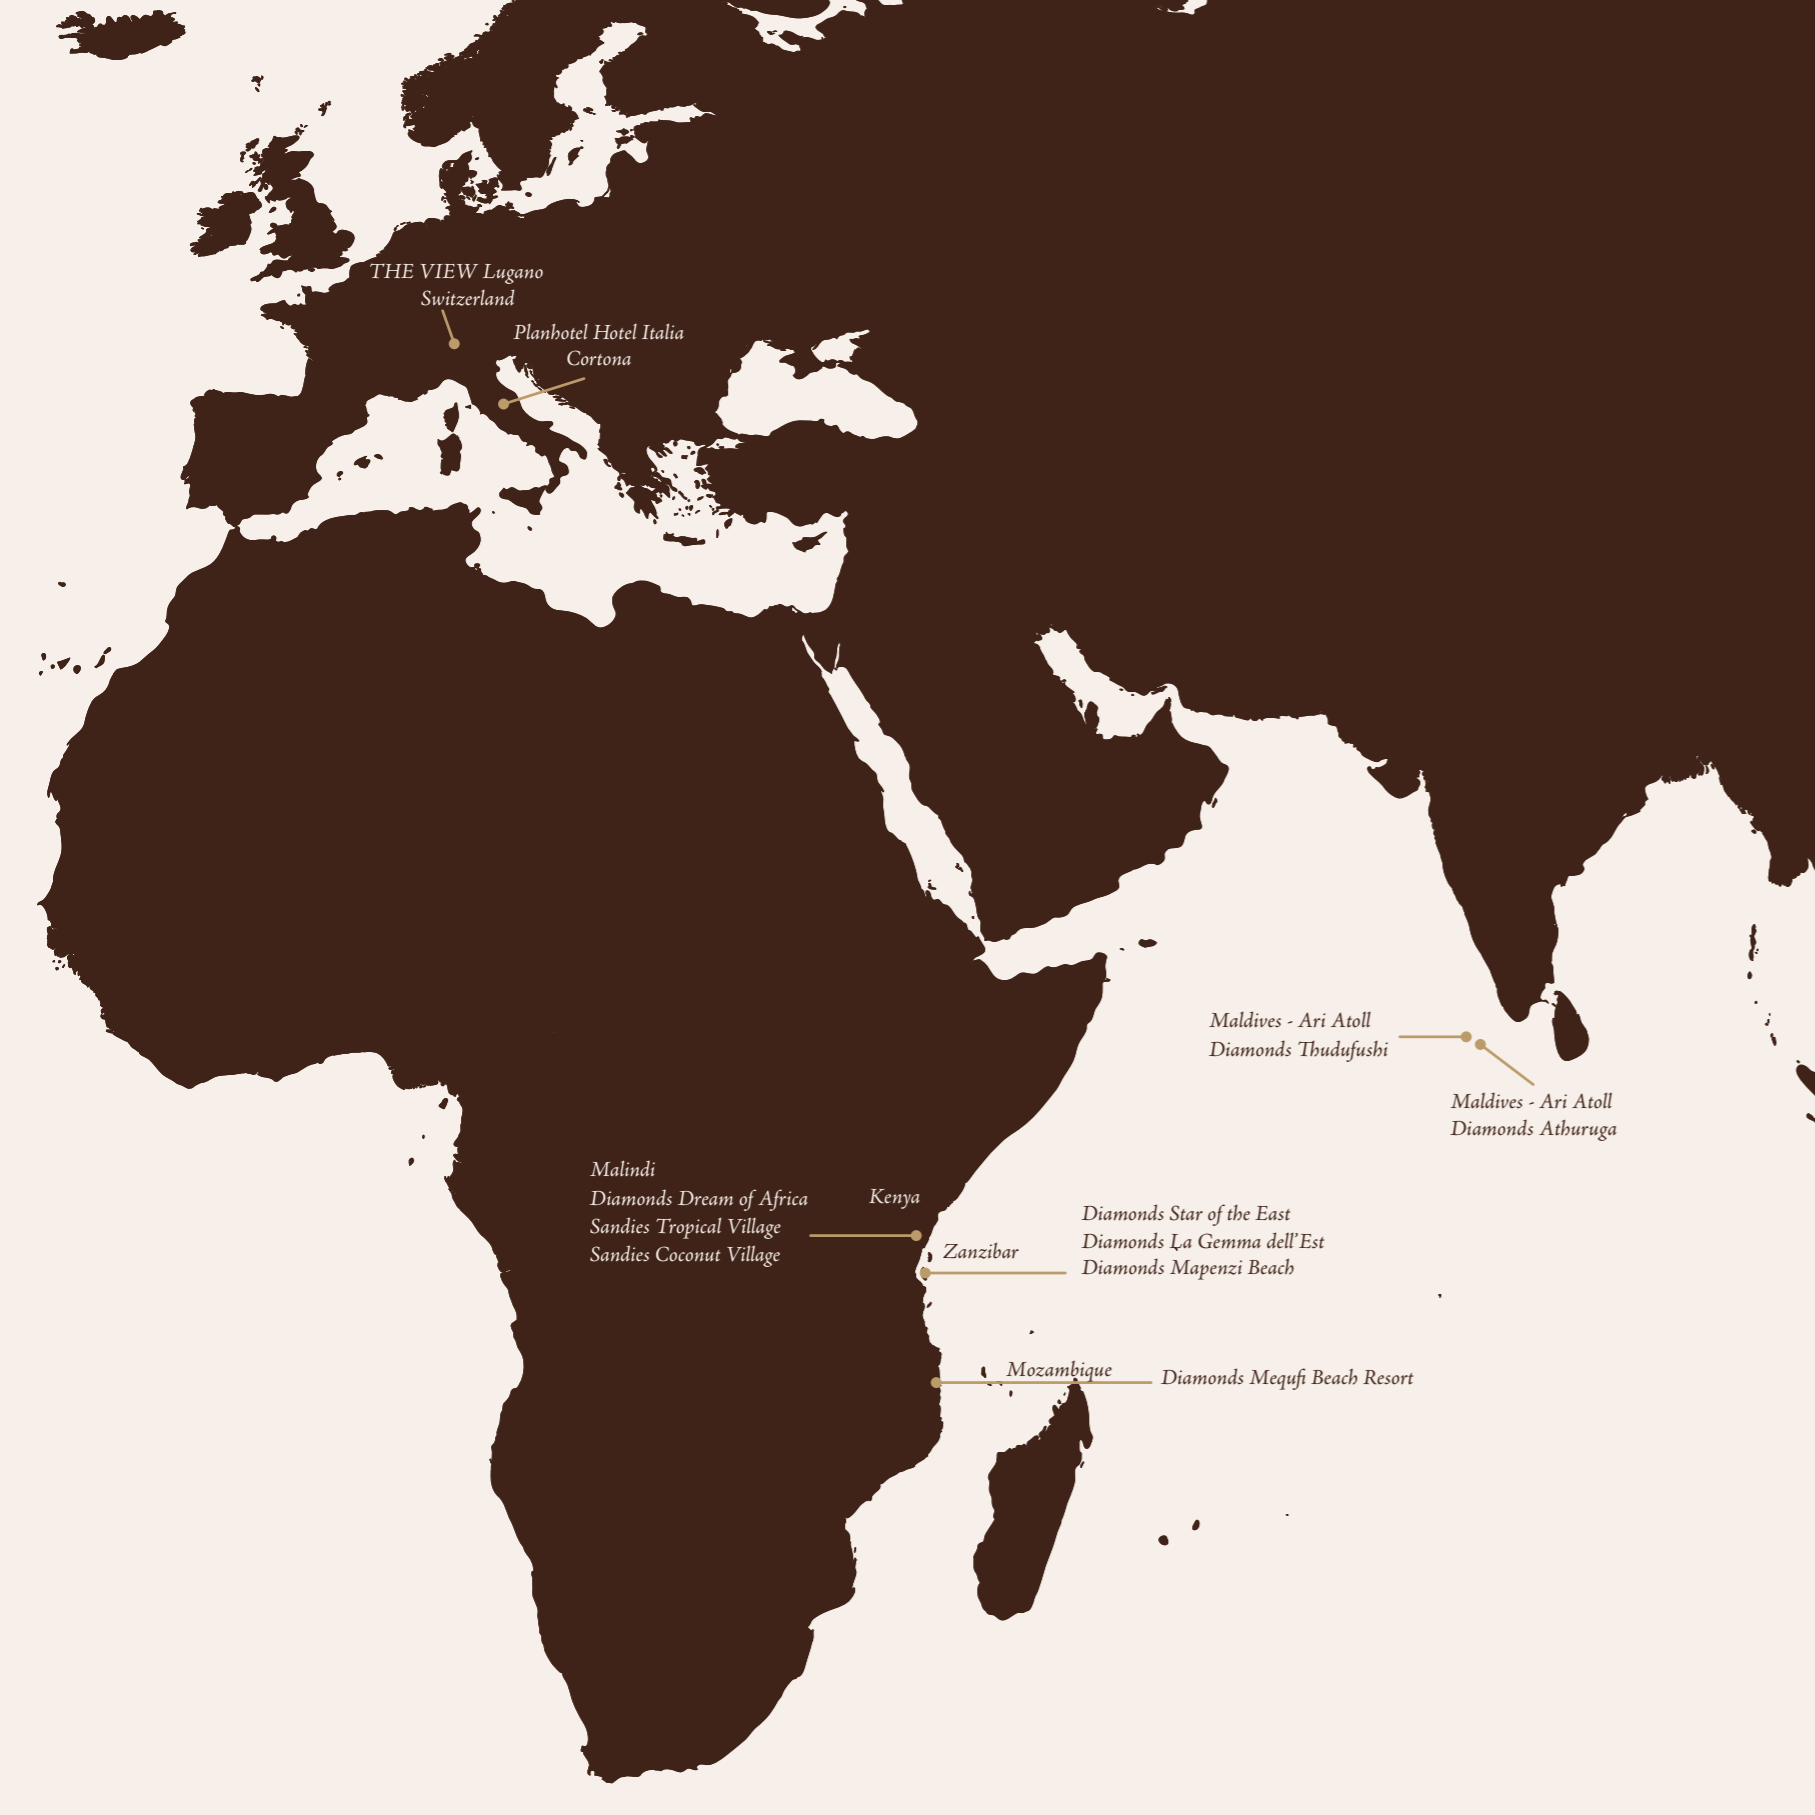 THE VIEW Lugano
Switzerland
Planhotel Hotel Italia
Cortona
Maldives - Ari Atoll
Diamonds Thudufushi
Maldives - Ari Atoll
Diamonds Athuruga
Malindi
Diamonds Dream of Africa
Sandies Tropical Village
Sandies Coconut Village
Kenya
Zanzibar
Diamonds Star of the East
Diamonds La Gemma dell'Est
Diamonds Mapenzi Beach
Mozambique
Diamonds Mequfi Beach Resort